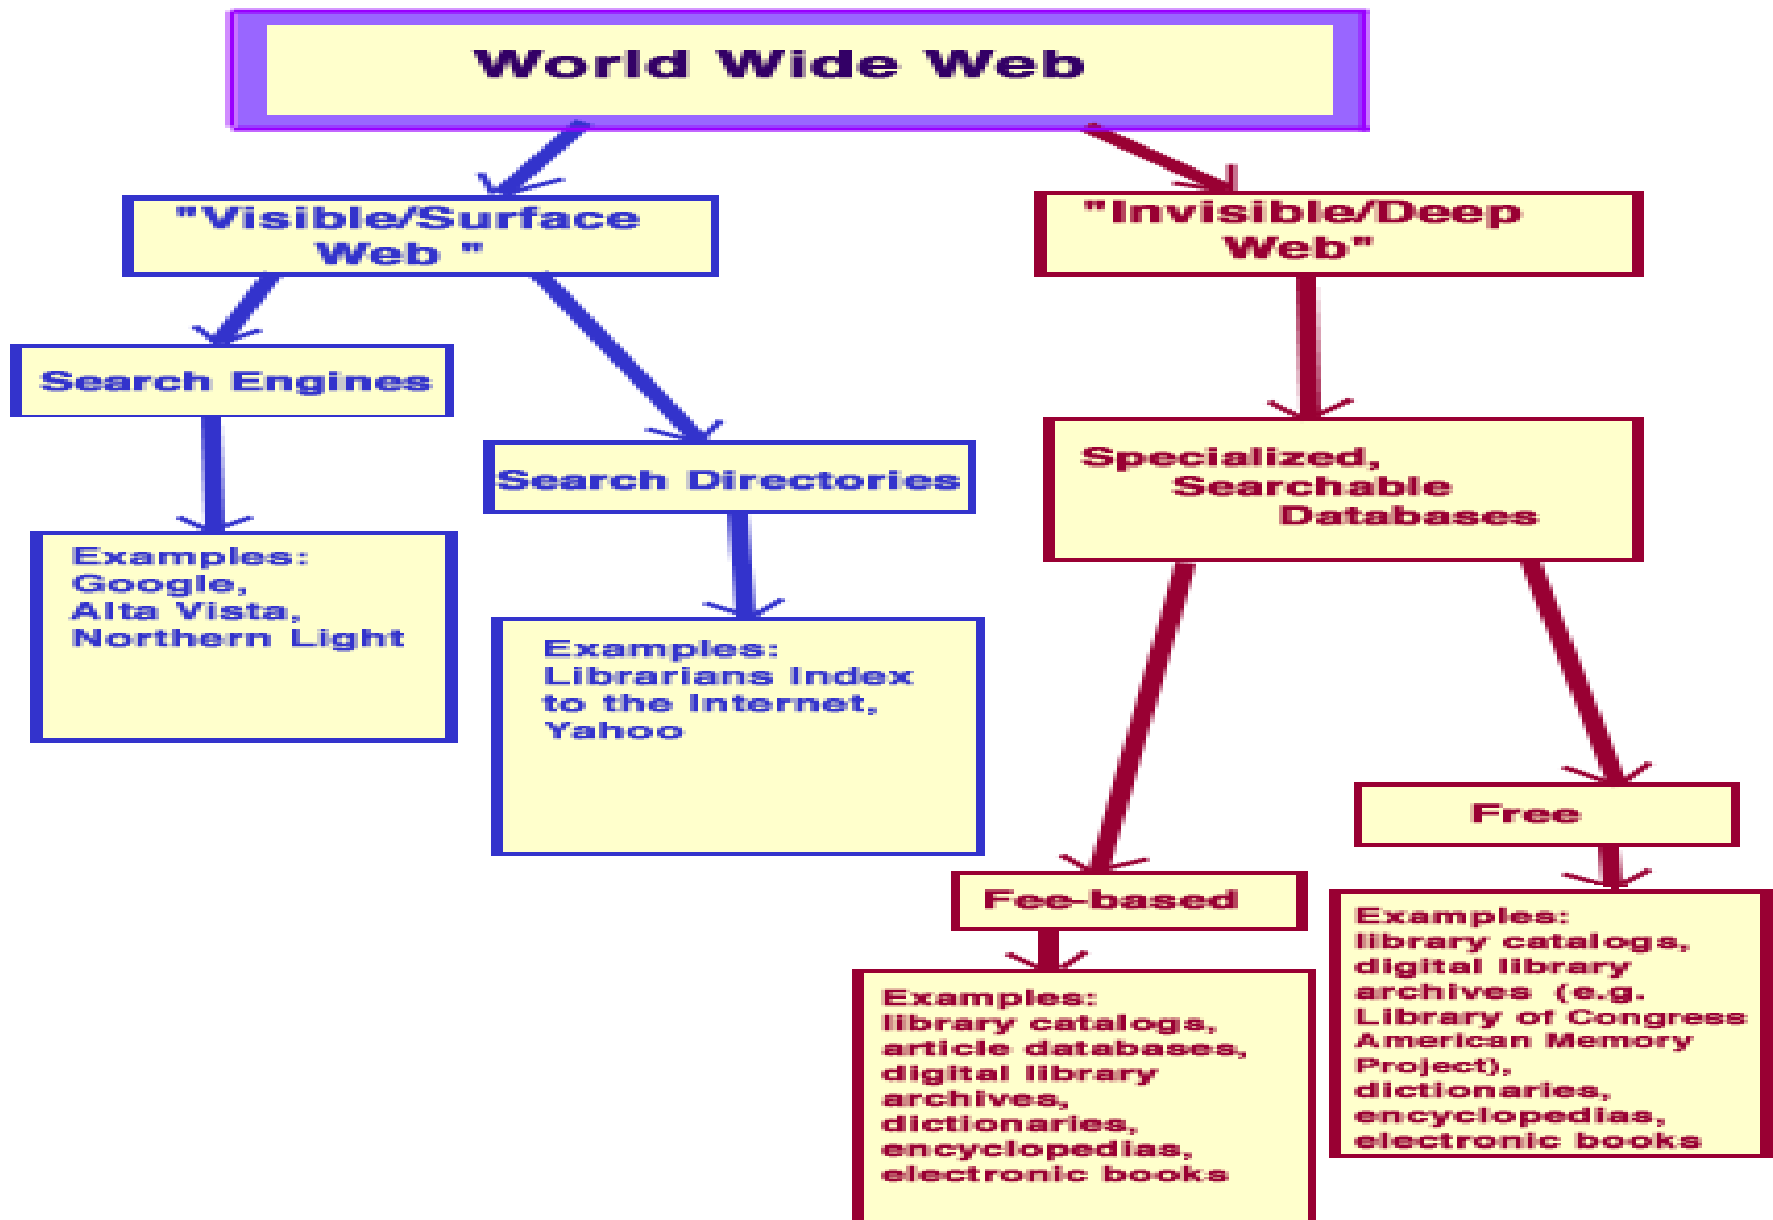 World Wide Web
"Visible/Surface
Web "
"Invisible/Deep
Web"
Search Engines
Search Directories
Specialized,
Searchable
Databases
Examples:
Google,
Alta Vista,
Northern Light
Examples:
Librarians Index
to the Internet,
Yahoo
Fee-based
Free
Examples:
library catalogs,
article databases,
digital library
archives,
dictionaries,
encyclopedias,
electronic books
Examples:
library catalogs,
digital library
archives (e.g.
Library of Congress
American Memory
Project),
dictionaries,
encyclopedias,
electronic books